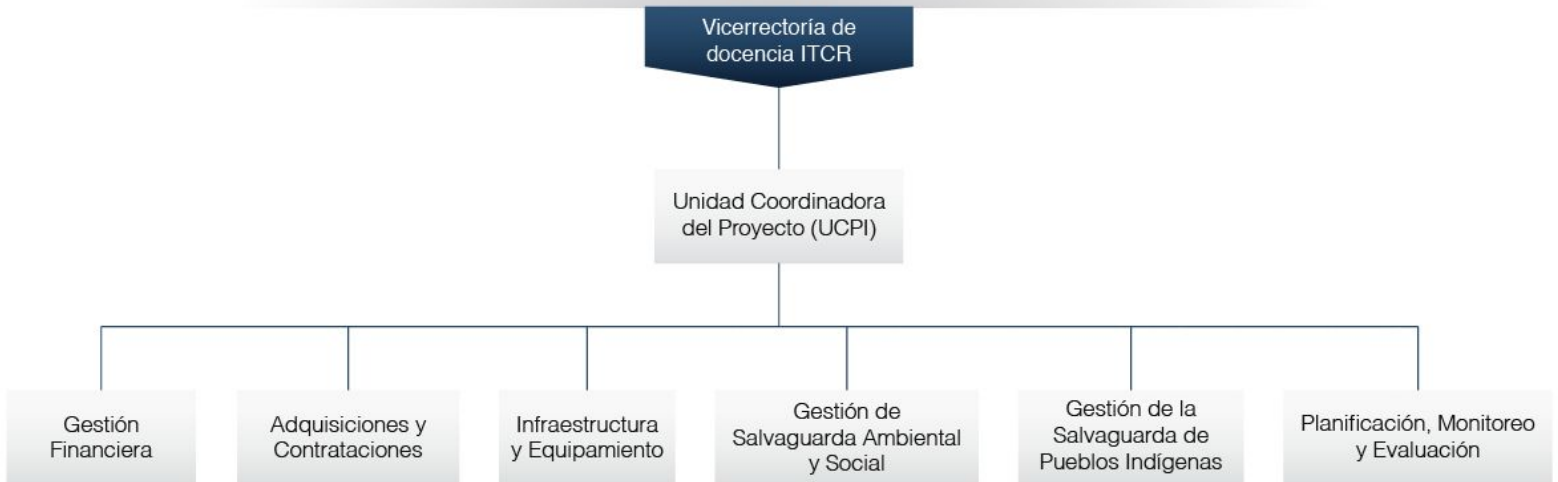 Vicerrectoría de
docencia ITCR
Unidad Coordinadora
del Proyecto (UCPI)
Gestión
Financiera
Adquisiciones y
Contrataciones
Infraestructura
y Equipamiento
Gestión de
Salvaguarda Ambiental
y Social
Gestión de la
Salvaguarda de
Pueblos Indígenas
Planificación, Monitoreo
y Evaluación